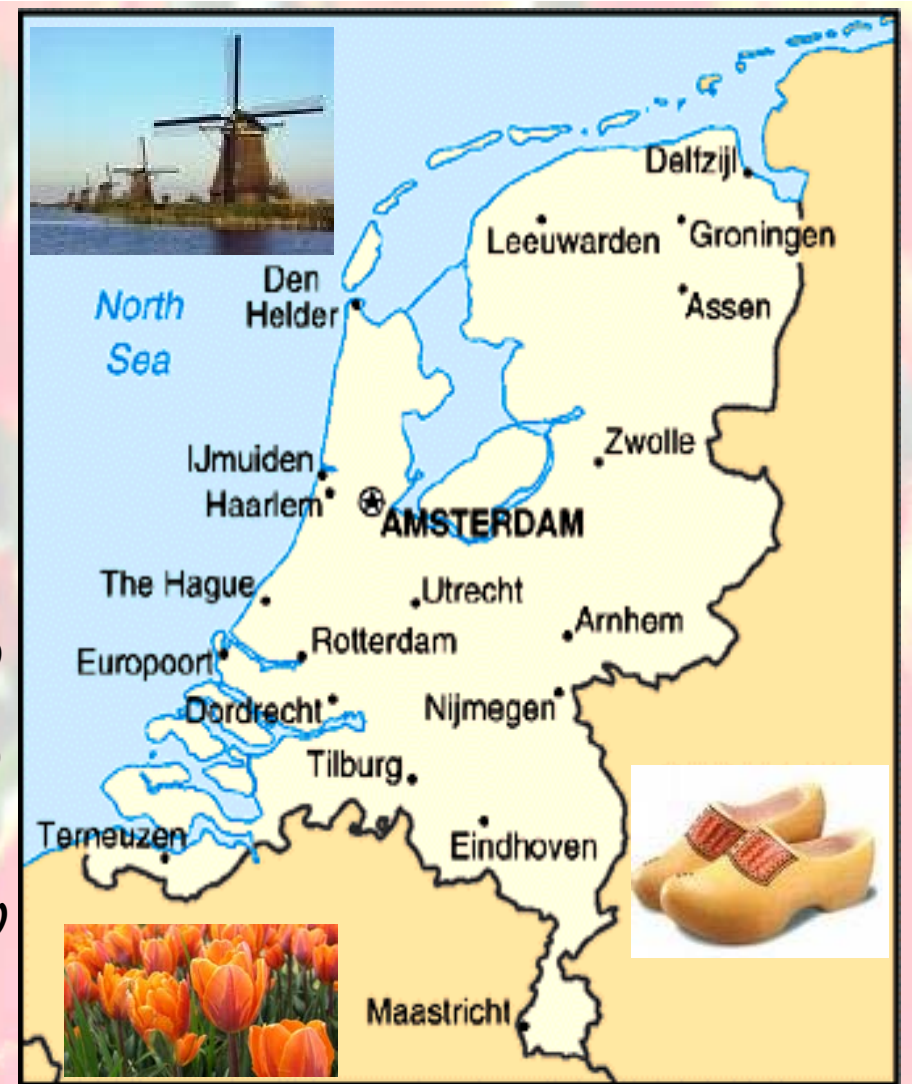 Delfzijl
Leeuwarden
Groningen
Den
Helder
Assen
North
Sea
Zwolle
IJmuiden
Haarlem
AMSTERDAM
The Hague
Utrecht
Arnhem
Rotterdam
Europoort
Dordrecht
Nijmegen
Tilburg
Terneuzen
Eindhoven
Maastricht